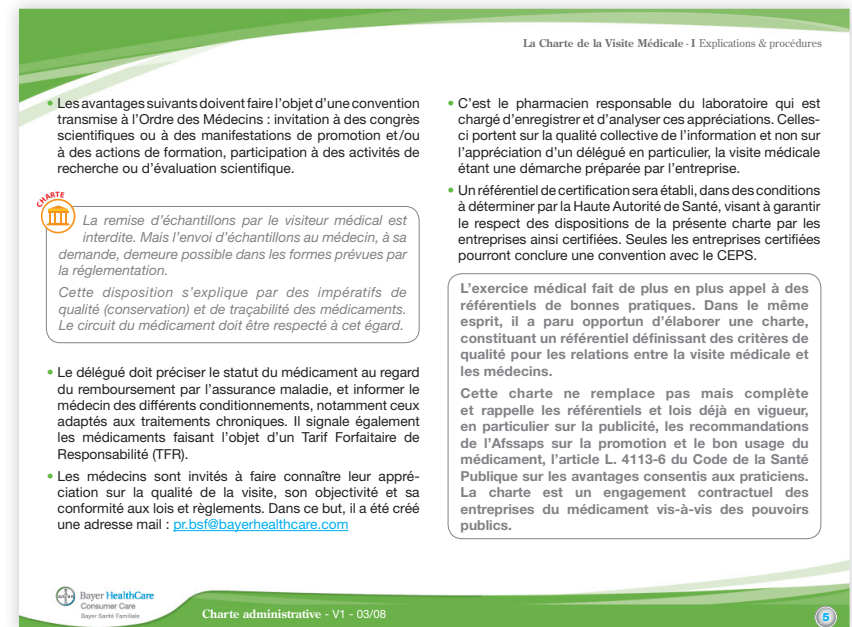 La Charte de la Visite Médicale - I Explications & procédures
• Les avantages suivants doivent faire l'objet d'une convention
transmise à l'Ordre des Médecins : invitation à des congrès
scientifiques ou à des manifestations de promotion et/ou
à des actions de formation, participation à des activités de
recherche ou d'évaluation scientifique.
CHARTE
La remise d'échantillons par le visiteur médical est
interdite. Mais l'envoi d'échantillons au médecin, à sa
demande, demeure possible dans les formes prévues par
la réglementation.
Cette disposition s'explique par des impératifs de
qualité (conservation) et de traçabilité des médicaments.
Le circuit du médicament doit être respecté à cet égard.
• Le délégué doit préciser le statut du médicament au regard
du remboursement par l'assurance maladie, et informer le
médecin des différents conditionnements, notamment ceux
adaptés aux traitements chroniques. Il signale également
les médicaments faisant l'objet d'un Tarif Forfaitaire de
Responsabilité (TFR).
• Les médecins sont invités à faire connaître leur appré-
ciation sur la qualité de la visite, son objectivité et sa
conformité aux lois et règlements. Dans ce but, il a été créé
une adresse mail : pr.bsf@bayerhealthcare.com
• C'est le pharmacien responsable du laboratoire qui est
chargé d'enregistrer et d'analyser ces appréciations. Celles-
ci portent sur la qualité collective de l'information et non sur
l'appréciation d'un délégué en particulier, la visite médicale
étant une démarche préparée par l'entreprise.
• Un référentiel de certification sera établi, dans des conditions
à déterminer par la Haute Autorité de Santé, visant à garantir
le respect des dispositions de la présente charte par les
entreprises ainsi certifiées. Seules les entreprises certifiées
pourront conclure une convention avec le CEPS.
L'exercice médical fait de plus en plus appel à des
référentiels de bonnes pratiques. Dans le même
esprit, il a paru opportun d'élaborer une charte,
constituant un référentiel définissant des critères de
qualité pour les relations entre la visite médicale et
les médecins.
Cette charte ne remplace pas mais complète
et rappelle les référentiels et lois déjà en vigueur,
en particulier sur la publicité, les recommandations
de l'Afssaps sur la promotion et le bon usage du
médicament, l'article L. 4113-6 du Code de la Santé
Publique sur les avantages consentis aux praticiens.
La charte est un engagement contractuel des
entreprises du médicament vis-à-vis des pouvoirs
publics.
Bayer HealthCare
Consumer Care
Bayer Santé Familiale
Charte administrative - V1 - 03/08
5